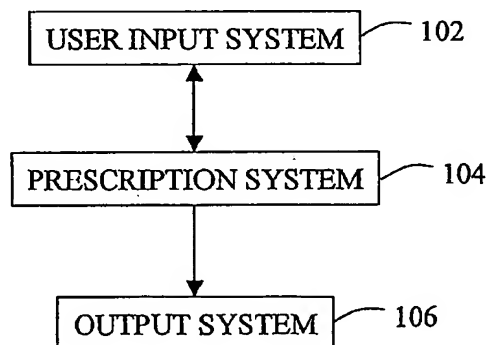 USER INPUT SYSTEM 102
PRESCRIPTION SYSTEM 104
OUTPUT SYSTEM 106